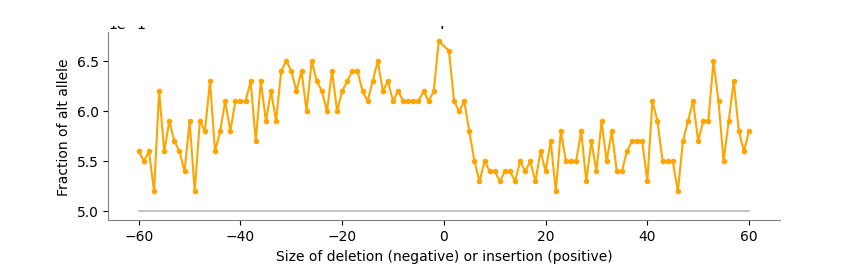 6.5
6.0
5.5
5.0
Fraction of alt allele
−60 −40 −20 0 20 40 60
Size of deletion (negative) or insertion (positive)